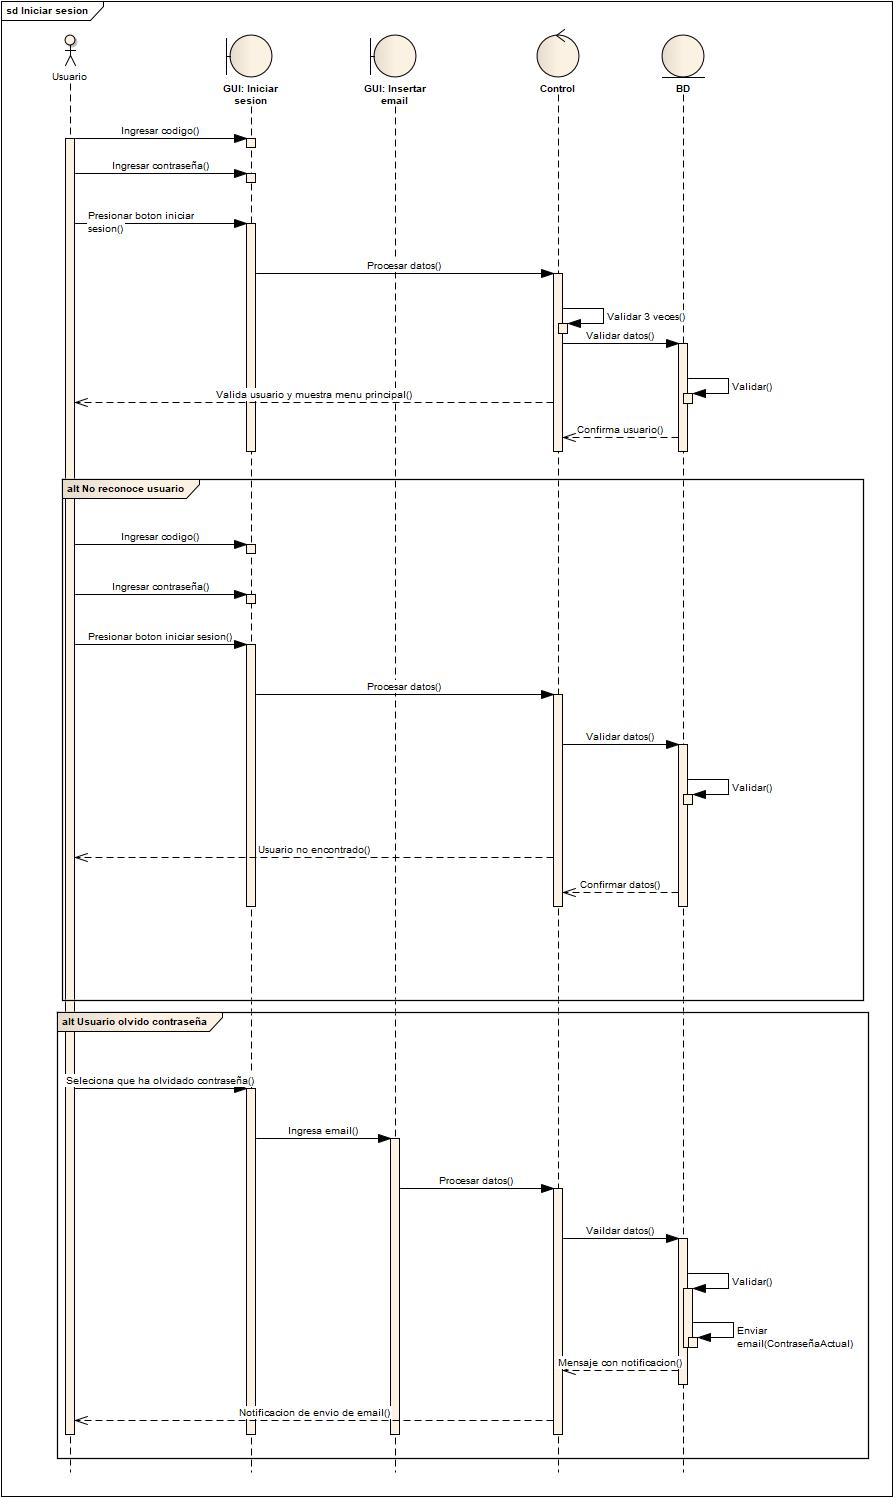 sd Iniciar sesion
Usuario
GUI: Iniciar
sesion
GUI: Insertar
email
Control
BD
Ingresar codigo()
Ingresar contraseña()
Presionar boton iniciar
sesion()
Procesar datos()
Validar 3 veces()
Validar datos()
Validar()
Valida usuario y muestra menu principal()
Confirma usuario()
alt No reconoce usuario
Ingresar codigo()
Ingresar contraseña()
Presionar boton iniciar sesion()
Procesar datos()
Validar datos()
Validar()
Usuario no encontrado()
Confirmar datos()
alt Usuario olvido contraseña
Seleciona que ha olvidado contraseña()
Ingresa email()
Procesar datos()
Vaildar datos()
Validar()
Enviar
email(ContraseñaActual)
Mensaje con notificacion()
Notificacion de envio de email()